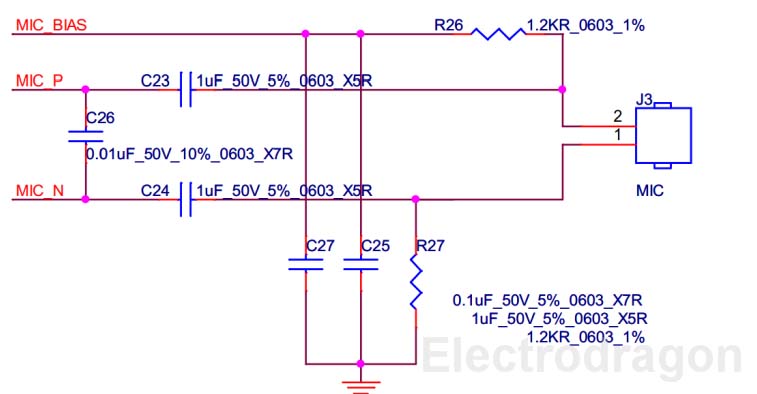 MIC_BIAS
R26 1.2KR_0603_1%
MIC_P
C23 1uF_50V_5%_0603_X5R
J3
C26
2
1
0.01uF_50V_10%_0603_X7R
MIC_N
C24 1uF_50V_5%_0603_X5R
MIC
C27 C25 R27
0.1uF_50V_5%_0603_X7R
1uF_50V_5%_0603_X5R
1.2KR_0603_1%
Electrodragon